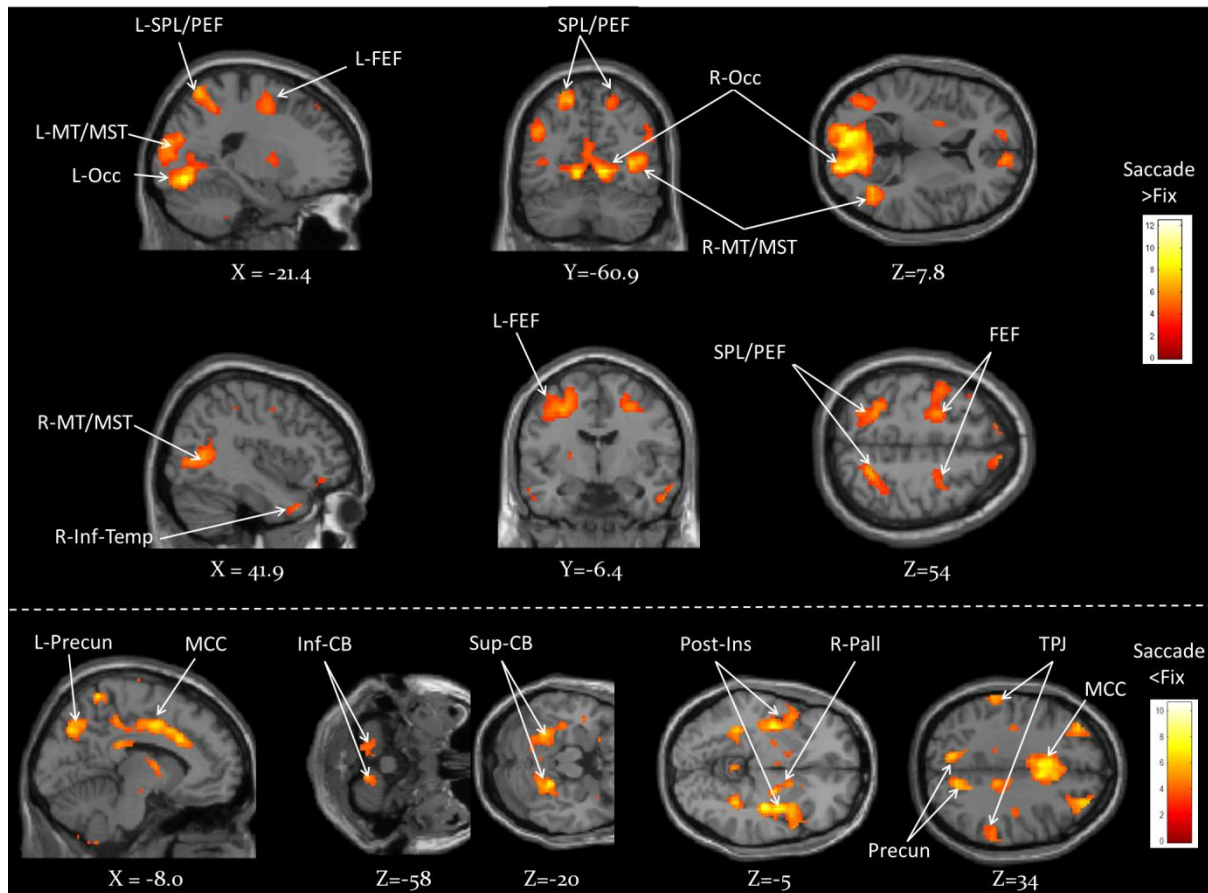 L-SPL/PEF
L-FEF
L-MT/MST
L-Occ
X = -21.4
SPL/PEF
R-Occ
R-MT/MST
Y=-60.9
Z=7.8
Saccade
>Fix
12
10
8
6
4
2
0
R-MT/MST
R-Inf-Temp
X = 41.9
L-FEF
Y=-6.4
SPL/PEF
FEF
Z=54
L-Precun
MCC
X = -8.0
Inf-CB
Z=-58
Sup-CB
Z=-20
Post-Ins
R-Pall
Z=-5
TPJ
MCC
Precun
Z=34
Saccade
<Fix
10
8
6
4
2
0